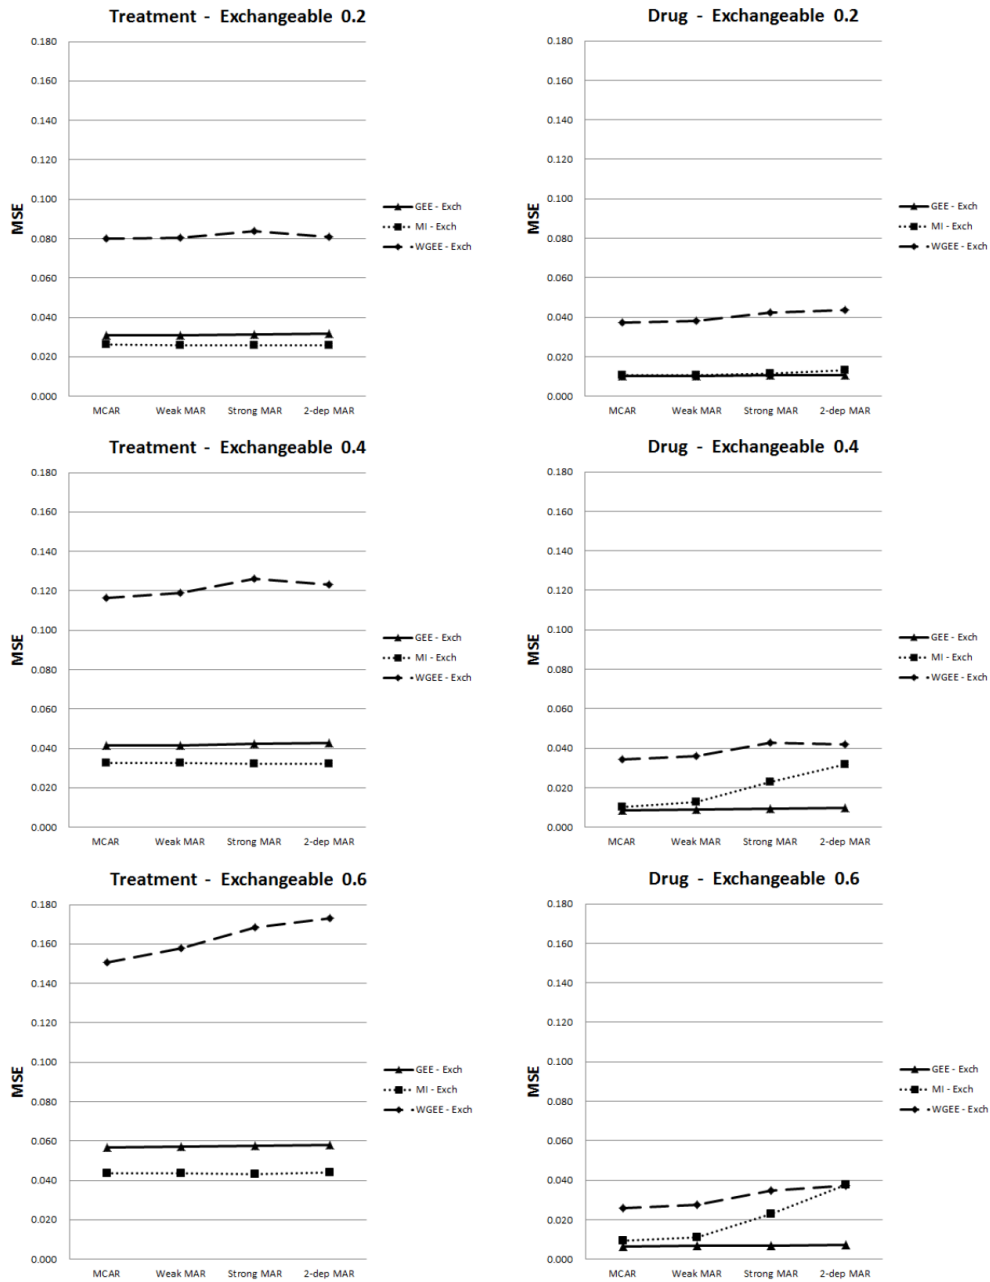 Treatment - Exchangeable 0.2
0.180
0.160
0.140
0.120
0.100
0.080
0.060
0.040
0.020
0.000
MSE
MCAR Weak MAR Strong MAR 2-dep MAR
GEE - Exch
MI - Exch
WGEE - Exch
Drug - Exchangeable 0.2
0.180
0.160
0.140
0.120
0.100
0.080
0.060
0.040
0.020
0.000
MSE
MCAR Weak MAR Strong MAR 2-dep MAR
GEE - Exch
MI - Exch
WGEE - Exch
Treatment - Exchangeable 0.4
0.180
0.160
0.140
0.120
0.100
0.080
0.060
0.040
0.020
0.000
MSE
MCAR Weak MAR Strong MAR 2-dep MAR
GEE - Exch
MI - Exch
WGEE - Exch
Drug - Exchangeable 0.4
0.180
0.160
0.140
0.120
0.100
0.080
0.060
0.040
0.020
0.000
MSE
MCAR Weak MAR Strong MAR 2-dep MAR
GEE - Exch
MI - Exch
WGEE - Exch
Treatment - Exchangeable 0.6
0.180
0.160
0.140
0.120
0.100
0.080
0.060
0.040
0.020
0.000
MSE
MCAR Weak MAR Strong MAR 2-dep MAR
GEE - Exch
MI - Exch
WGEE - Exch
Drug - Exchangeable 0.6
0.180
0.160
0.140
0.120
0.100
0.080
0.060
0.040
0.020
0.000
MSE
MCAR Weak MAR Strong MAR 2-dep MAR
GEE - Exch
MI - Exch
WGEE - Exch